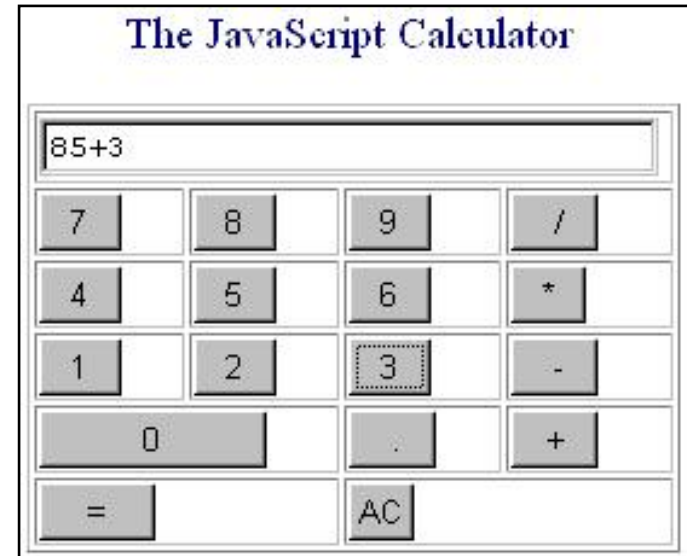 The JavaScript Calculator
85+3
7 8 9 /
4 5 6 *
1 2 3 -
0 . +
= AC